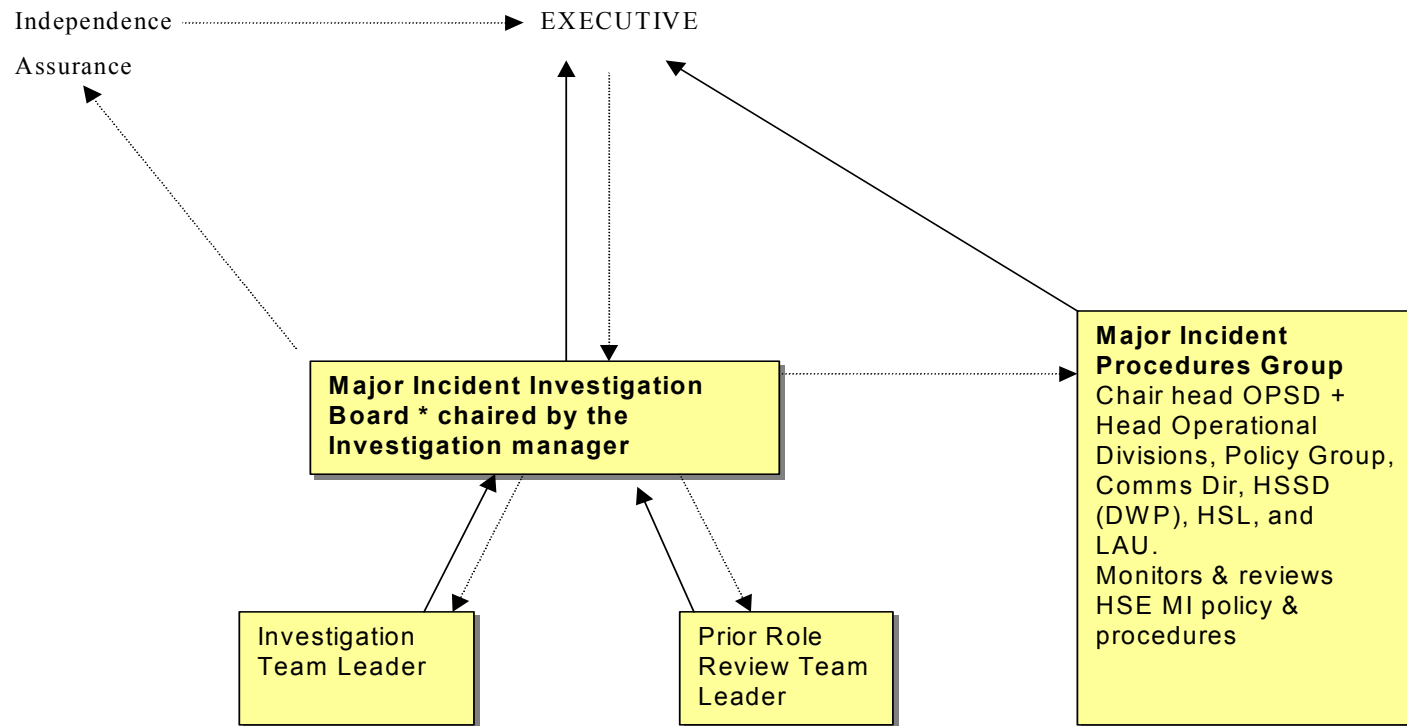 Independence
EXECUTIVE
Assurance
Major Incident Investigation
Board * chaired by the
Investigation manager
Major Incident
Procedures Group
Chair head OPSD +
Head Operational
Divisions, Policy Group,
Comms Dir, HSSD
(DWP), HSL, and
LAU.
Monitors & reviews
HSE MI policy &
procedures
Investigation
Team Leader
Prior Role
Review Team
Leader